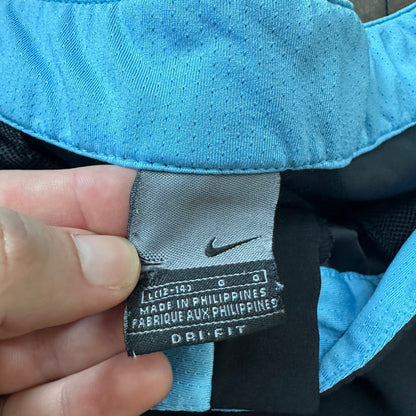 L (12-14) G G
MADE IN PHILIPPINES
FABRIQUE AUX PHILIPPINES
DRI-FIT